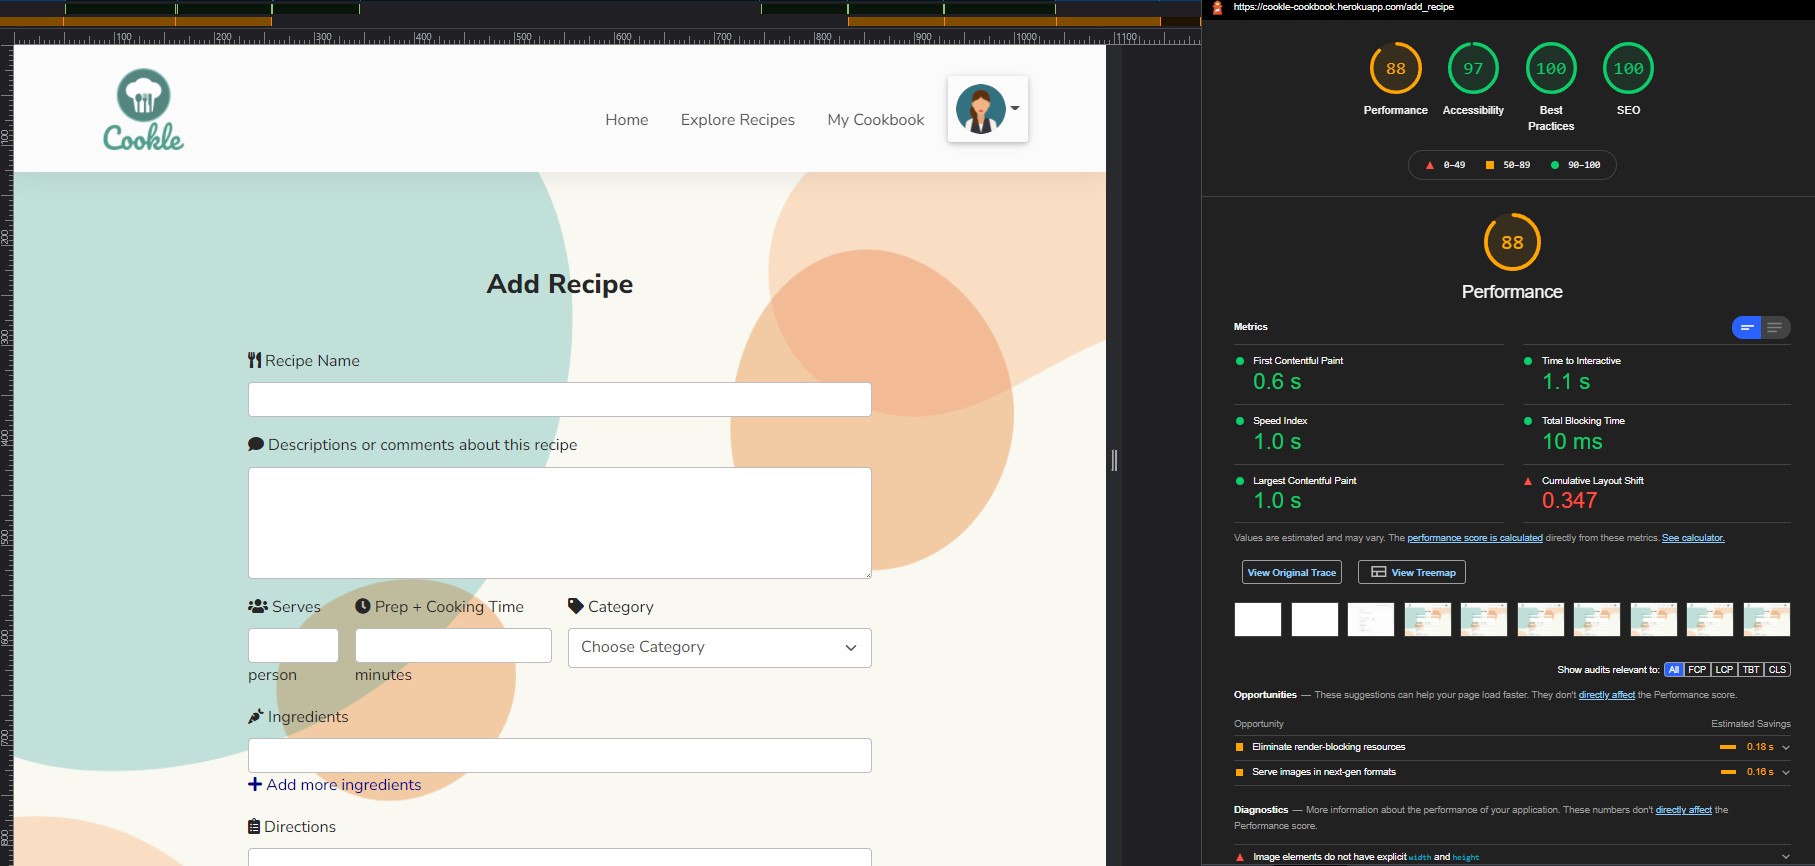 100 200 300 400 500 600 700 800 900 1000 1100
100
200
300
400
500
600
700
800
Cookle
Home Explore Recipes My Cookbook
Add Recipe
Recipe Name
Descriptions or comments about this recipe
Serves Prep + Cooking Time Category
Choose Category
person minutes
Ingredients
Add more ingredients
Directions
https://cookle-cookbook.herokuapp.com/add_recipe
88 97 100 100
Performance Accessibility Best Practices SEO
0–49 50–89 90–100
88
Performance
Metrics
First Contentful Paint Time to Interactive
0.6 s 1.1 s
Speed Index Total Blocking Time
1.0 s 10 ms
Largest Contentful Paint Cumulative Layout Shift
1.0 s 0.347
Values are estimated and may vary. The performance score is calculated directly from these metrics. See calculator.
View Original Trace View Treemap
Show audits relevant to: All FCP LCP TBT CLS
Opportunities — These suggestions can help your page load faster. They don't directly affect the Performance score.
Opportunity Estimated Savings
Eliminate render-blocking resources 0.18 s
Serve images in next-gen formats 0.16 s
Diagnostics — More information about the performance of your application. These numbers don't directly affect the
Performance score.
Image elements do not have explicit width and height